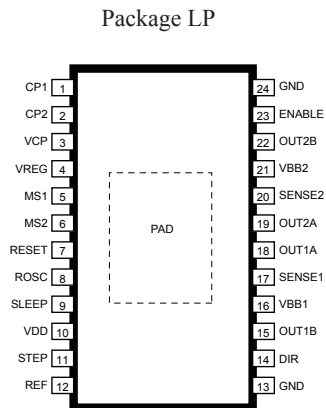 Package LP
CP1 1 24 GND
CP2 2 23 ENABLE
VCP 3 22 OUT2B
VREG 4 21 VBB2
MS1 5 20 SENSE2
MS2 6 19 OUT2A
RESET 7 18 OUT1A
ROSC 8 17 SENSE1
SLEEP 9 16 VBB1
VDD 10 15 OUT1B
STEP 11 14 DIR
REF 12 13 GND
PAD